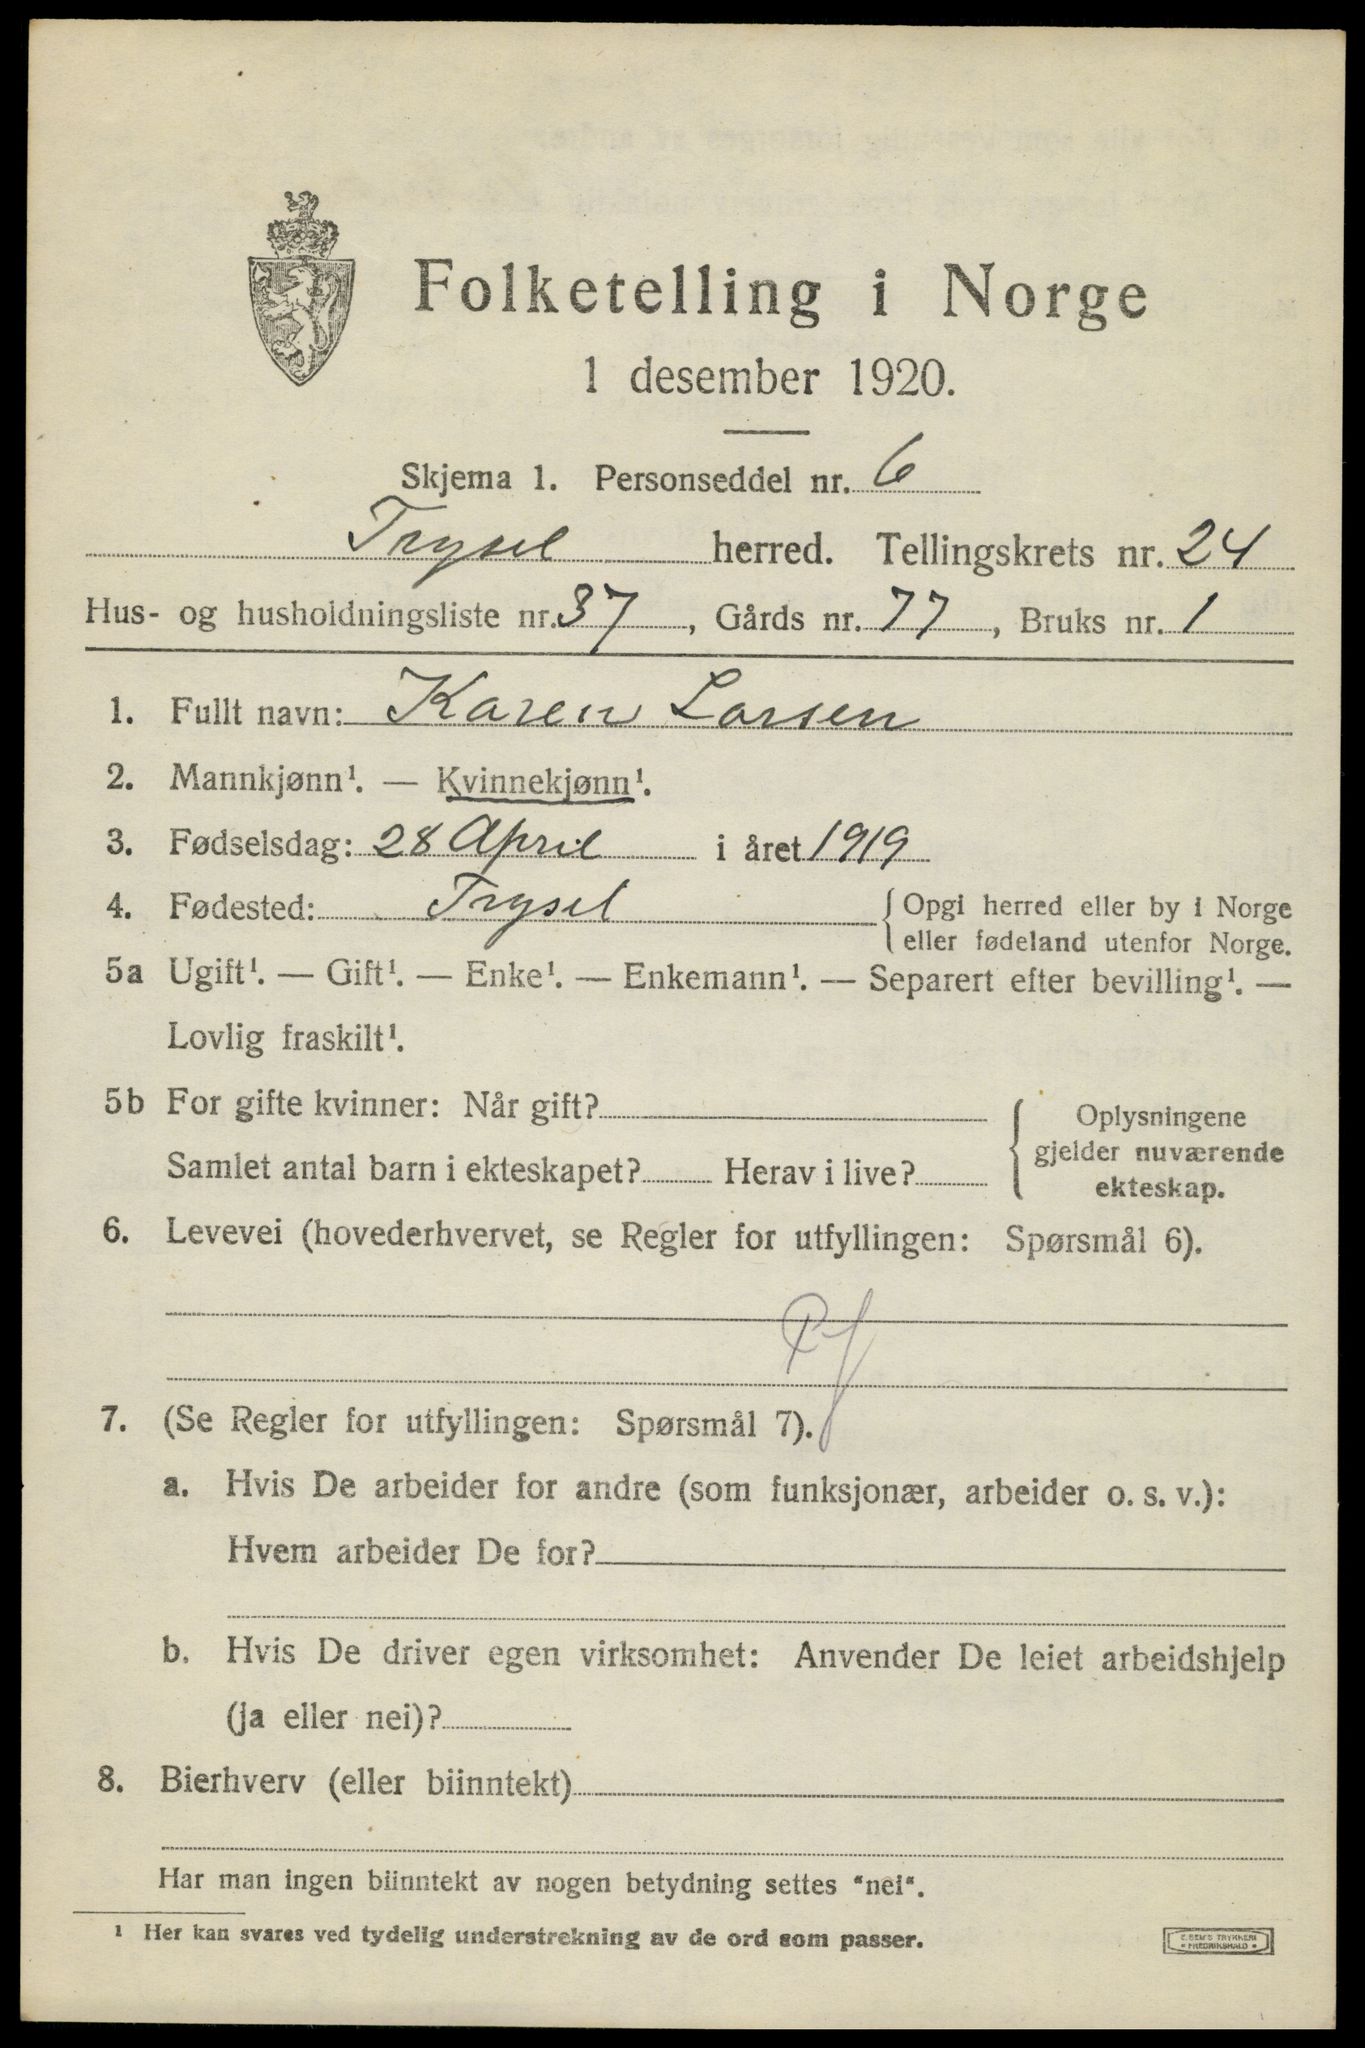 Folketelling i Norge
1 desember 1920.
Skjema 1. Personseddel nr. 6
Trysil herred. Tellingskrets nr. 24
Hus- og husholdningsliste nr. 37, Gårds nr. 77, Bruks nr. 1
1. Fullt navn: Karen Larsen
2. Mannkjønn¹. — Kvinnekjønn¹.
3. Fødselsdag: 28 April i året 1919
4. Fødested: Trysil { Opgi herred eller by i Norge
eller fødeland utenfor Norge.
5a Ugift¹. — Gift¹. — Enke¹. — Enkemann¹. — Separert efter bevilling¹. —
Lovlig fraskilt¹.
5b For gifte kvinner: Når gift?
Samlet antal barn i ekteskapet? Herav i live?
{ Oplysningene
gjelder nuværende
ekteskap.
6. Levevei (hovederhvervet, se Regler for utfyllingen: Spørsmål 6).
7. (Se Regler for utfyllingen: Spørsmål 7).
a. Hvis De arbeider for andre (som funksjonær, arbeider o. s. v.):
Hvem arbeider De for?
b. Hvis De driver egen virksomhet: Anvender De leiet arbeidshjelp
(ja eller nei)?
8. Bierhverv (eller biinntekt)
Har man ingen biinntekt av nogen betydning settes "nei".
¹ Her kan svares ved tydelig understrekning av de ord som passer.
E. SEM'S TRYKKERI
• FREDRIKSHALD •